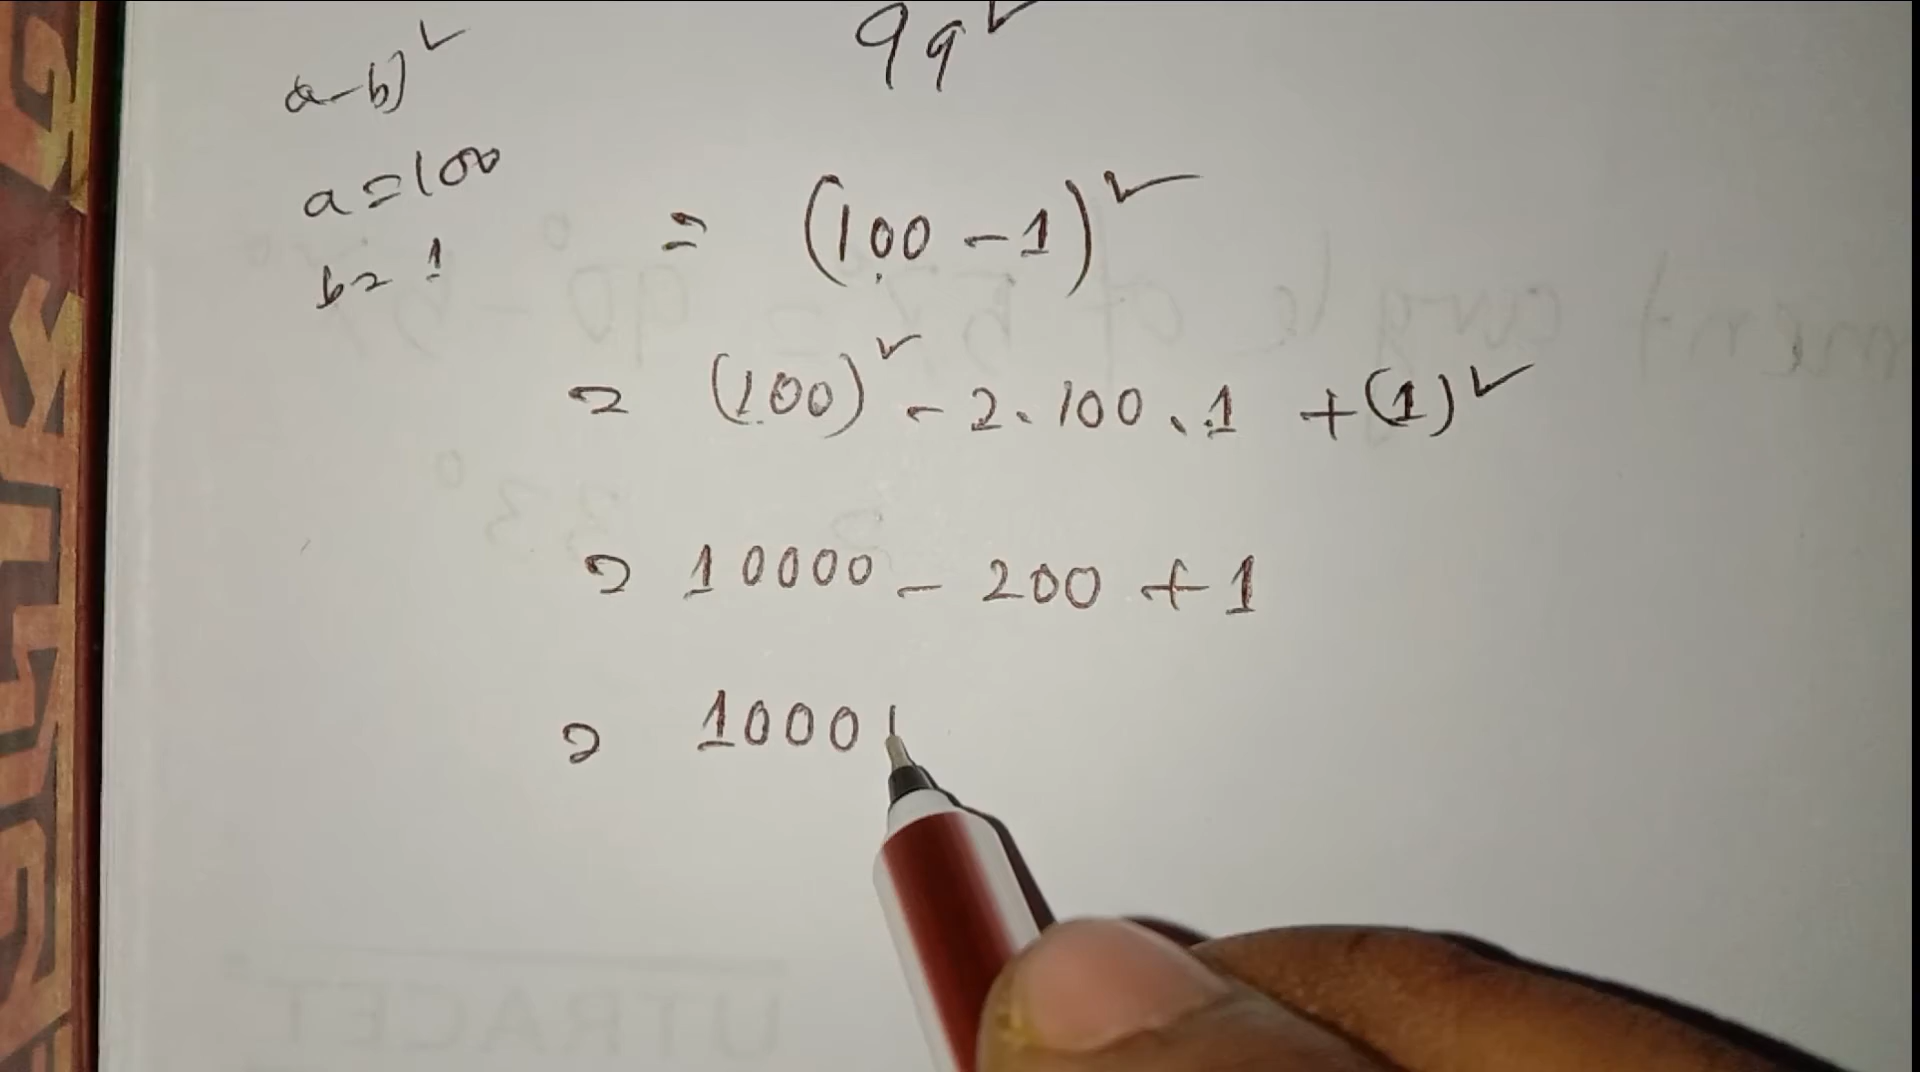 99²
a-b)²
a=100
b= 1
= (100-1)²
= (100)² - 2.100.1 + (1)²
= 10000 - 200 + 1
= 10001